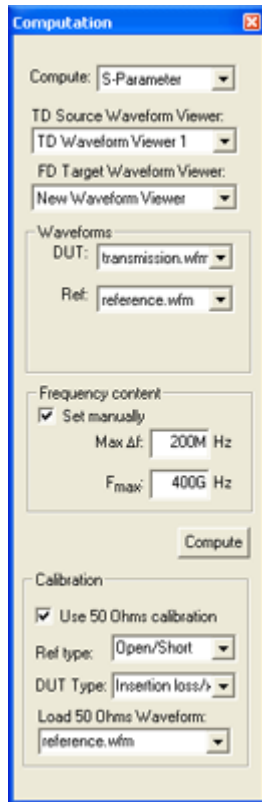 Computation
Compute: S-Parameter
TD Source Waveform Viewer:
TD Waveform Viewer 1
FD Target Waveform Viewer:
New Waveform Viewer
Waveforms
DUT: transmission.wfm
Ref: reference.wfm
Frequency content
Set manually
Max Δf: 200M Hz
Fmax: 400G Hz
Compute
Calibration
Use 50 Ohms calibration
Ref type: Open/Short
DUT Type: Insertion loss/
Load 50 Ohms Waveform:
reference.wfm